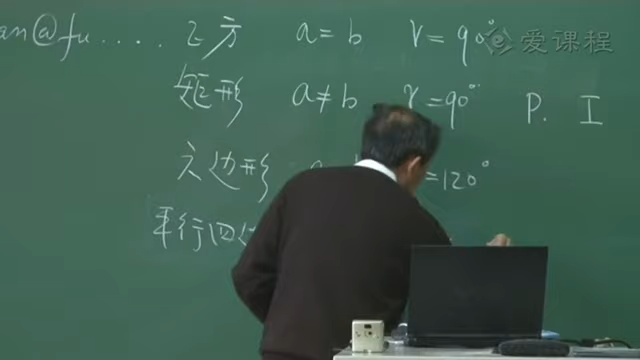 an@fu..... 正方 a=b γ=90° 爱课程
矩形 a≠b γ=90° P. I
六边形 a =120°
平行四